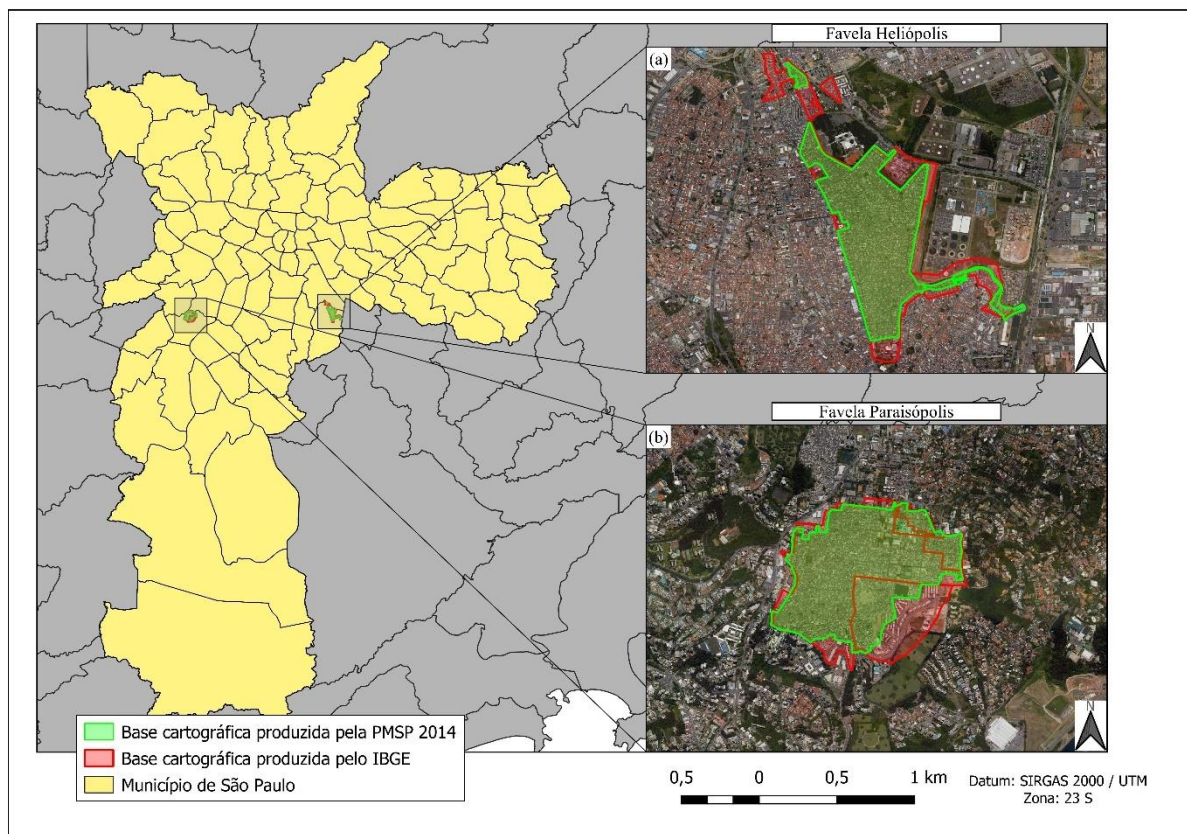 Favela Heliópolis
(a)
N
Favela Paraisópolis
(b)
N
Base cartográfica produzida pela PMSP 2014
Base cartográfica produzida pelo IBGE
Município de São Paulo
0,5 0 0,5 1 km
Datum: SIRGAS 2000 / UTM
Zona: 23 S